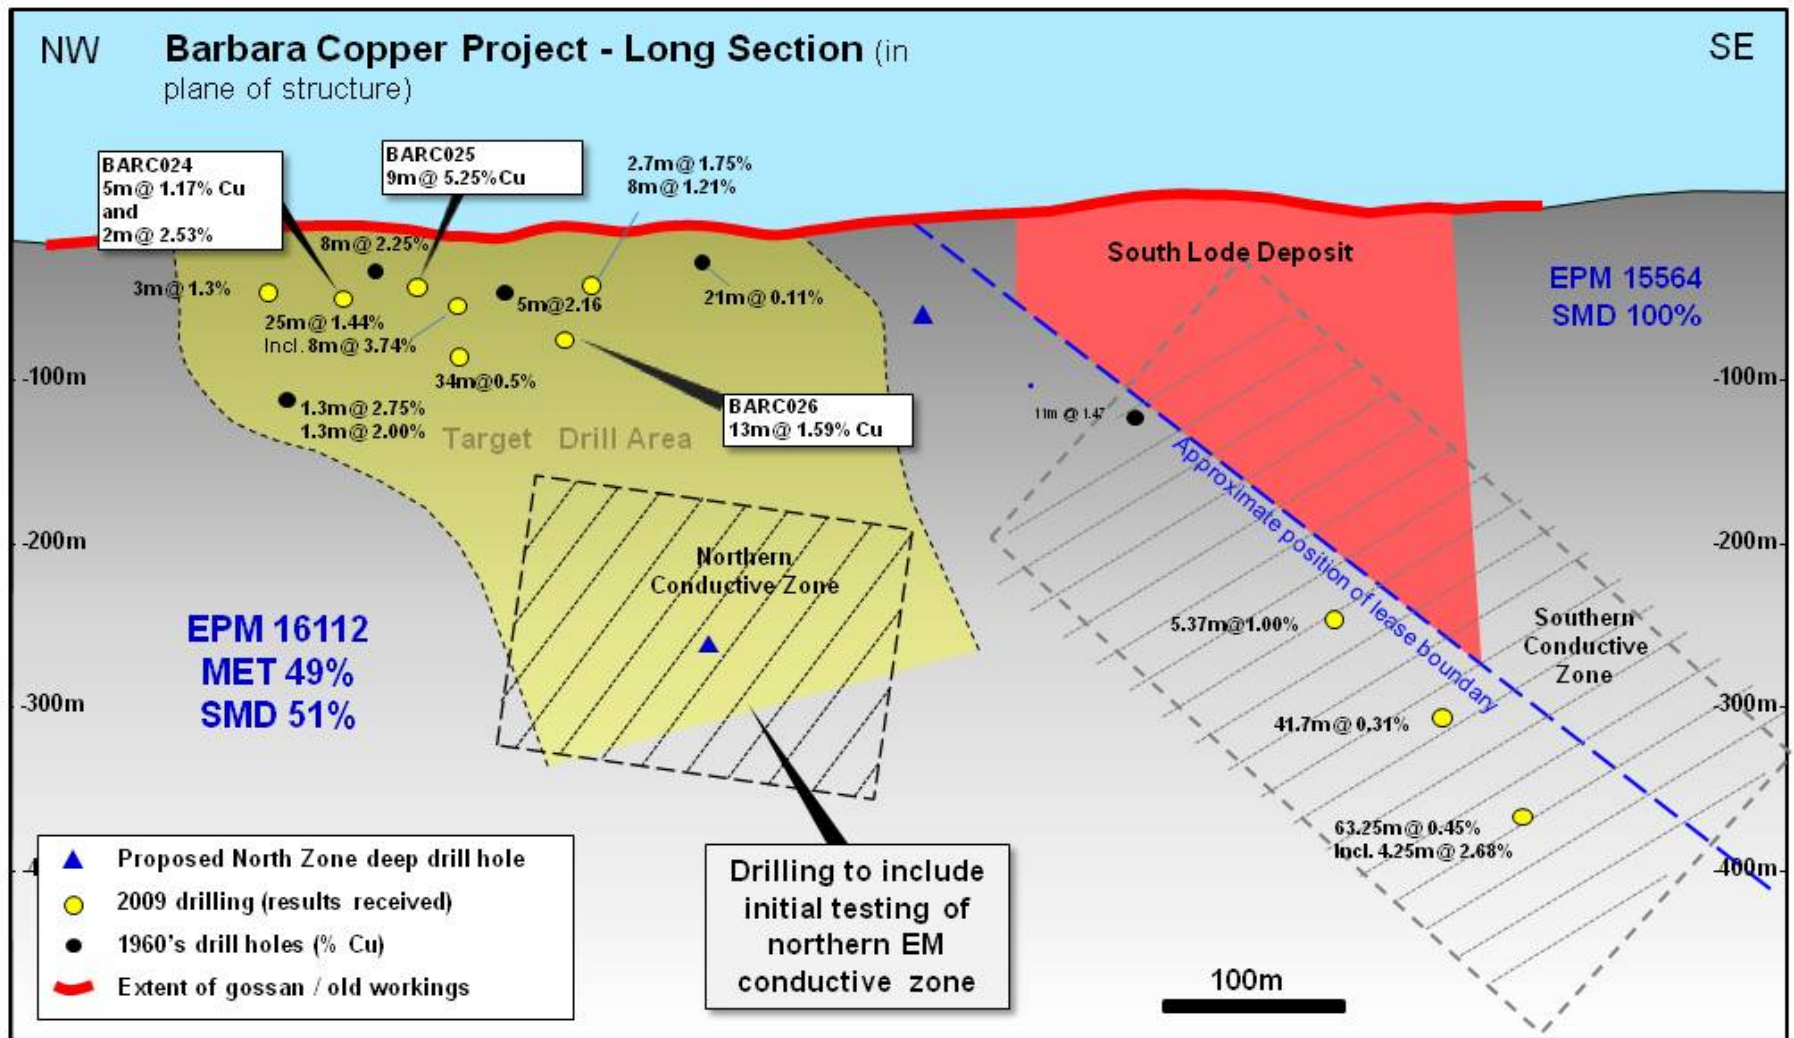 NW
Barbara Copper Project - Long Section (in
plane of structure)
SE
BARC024
5m@ 1.17% Cu
and
2m@ 2.53%
BARC025
9m@ 5.25%Cu
2.7m@ 1.75%
8m@ 1.21%
8m@ 2.25%
3m@ 1.3%
25m@ 1.44%
Incl. 8m@ 3.74%
5m@2.16
21m@ 0.11%
34m@0.5%
1.3m@ 2.75%
1.3m@ 2.00%
Target Drill Area
BARC026
13m@ 1.59% Cu
South Lode Deposit
EPM 15564
SMD 100%
11m @ 1.47
-100m
-100m
-200m
-200m
-300m
-300m
-4
-400m
Approximate position of lease boundary
Northern
Conductive Zone
EPM 16112
MET 49%
SMD 51%
5.37m@1.00%
Southern
Conductive
Zone
41.7m@ 0.31%
63.25m@ 0.45%
Incl. 4.25m@ 2.68%
Proposed North Zone deep drill hole
2009 drilling (results received)
1960's drill holes (% Cu)
Extent of gossan / old workings
Drilling to include
initial testing of
northern EM
conductive zone
100m